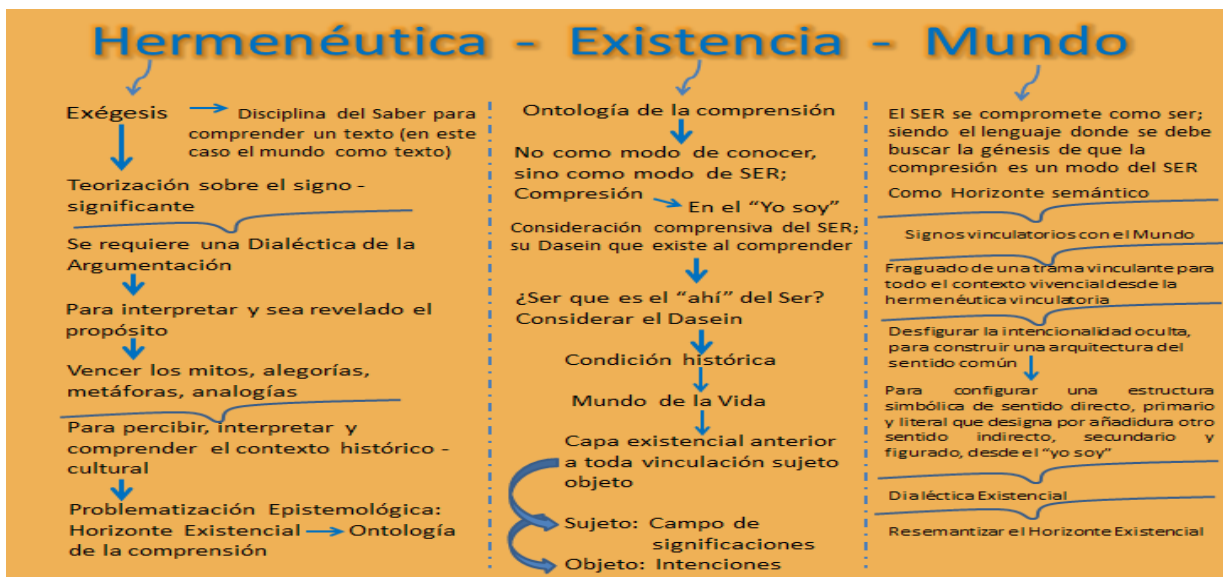 Hermenéutica - Existencia - Mundo
Exégesis
Disciplina del Saber para
comprender un texto (en este
caso el mundo como texto)
Teorización sobre el signo -
significante
Se requiere una Dialéctica de la
Argumentación
Para interpretar y sea revelado el
propósito
Vencer los mitos, alegorías,
metáforas, analogías
Para percibir, interpretar y
comprender el contexto histórico -
cultural
Problematización Epistemológica:
Horizonte Existencial Ontología
de la comprensión
Ontología de la comprensión
No como modo de conocer,
sino como modo de SER;
Compresión
En el “Yo soy”
Consideración comprensiva del SER;
su Dasein que existe al comprender
¿Ser que es el “ahí” del Ser?
Considerar el Dasein
Condición histórica
Mundo de la Vida
Capa existencial anterior
a toda vinculación sujeto
objeto
Sujeto: Campo de
significaciones
Objeto: Intenciones
El SER se compromete como ser;
siendo el lenguaje donde se debe
buscar la génesis de que la
compresión es un modo del SER
Como Horizonte semántico
Signos vinculatorios con el Mundo
Fraguado de una trama vinculante para
todo el contexto vivencial desde la
hermenéutica vinculatoria
Desfigurar la intencionalidad oculta,
para construir una arquitectura del
sentido común
Para configurar una estructura
simbólica de sentido directo, primario
y literal que designa por añadidura otro
sentido indirecto, secundario y
figurado, desde el “yo soy”
Dialéctica Existencial
Resemantizar el Horizonte Existencial